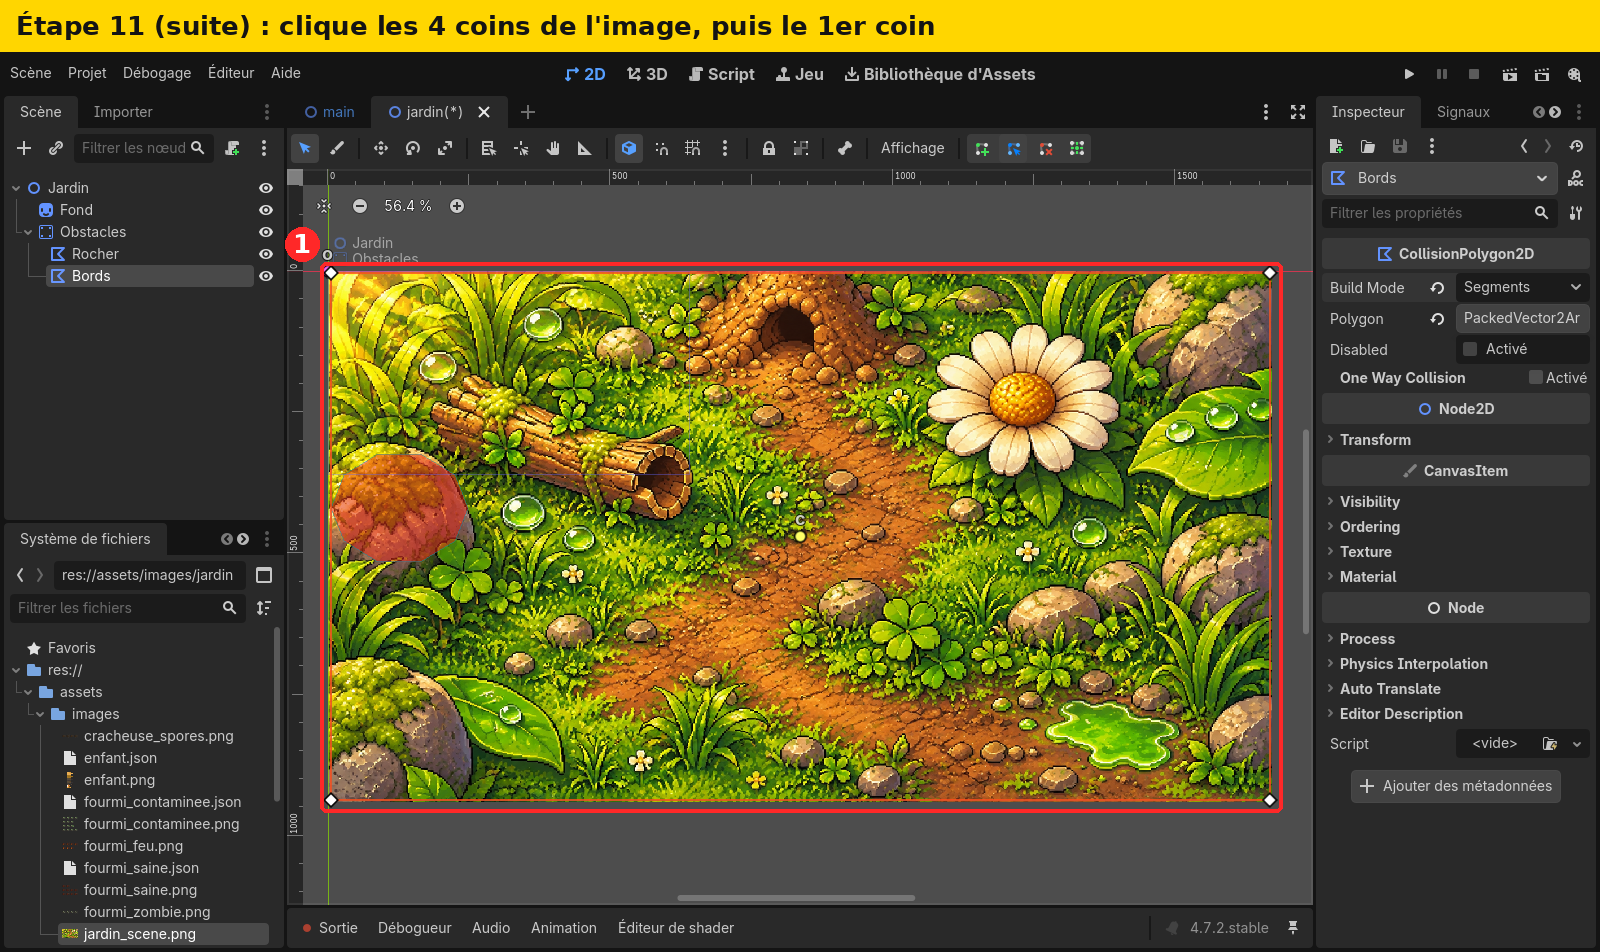 Étape 11 (suite) : clique les 4 coins de l'image, puis le 1er coin
Scène Projet Débogage Éditeur Aide
2D 3D Script Jeu Bibliothèque d'Assets
Scène Importer
main jardin(*)
Inspecteur Signaux
Filtrer les nœud
Affichage
Jardin
Fond
Obstacles
Rocher
Bords
0 500 1000 1500
56.4 %
1
Jardin
Obstacles
0
500
1000
Système de fichiers
res://assets/images/jardin
Filtrer les fichiers
Favoris
res://
assets
images
cracheuse_spores.png
enfant.json
enfant.png
fourmi_contaminee.json
fourmi_contaminee.png
fourmi_feu.png
fourmi_saine.json
fourmi_saine.png
fourmi_zombie.png
jardin_scene.png
Sortie Débogueur Audio Animation Éditeur de shader
4.7.2.stable
Bords
DOC
Filtrer les propriétés
CollisionPolygon2D
Build Mode Segments
Polygon PackedVector2Ar
Disabled Activé
One Way Collision Activé
Node2D
Transform
CanvasItem
Visibility
Ordering
Texture
Material
Node
Process
Physics Interpolation
Auto Translate
Editor Description
Script <vide>
Ajouter des métadonnées